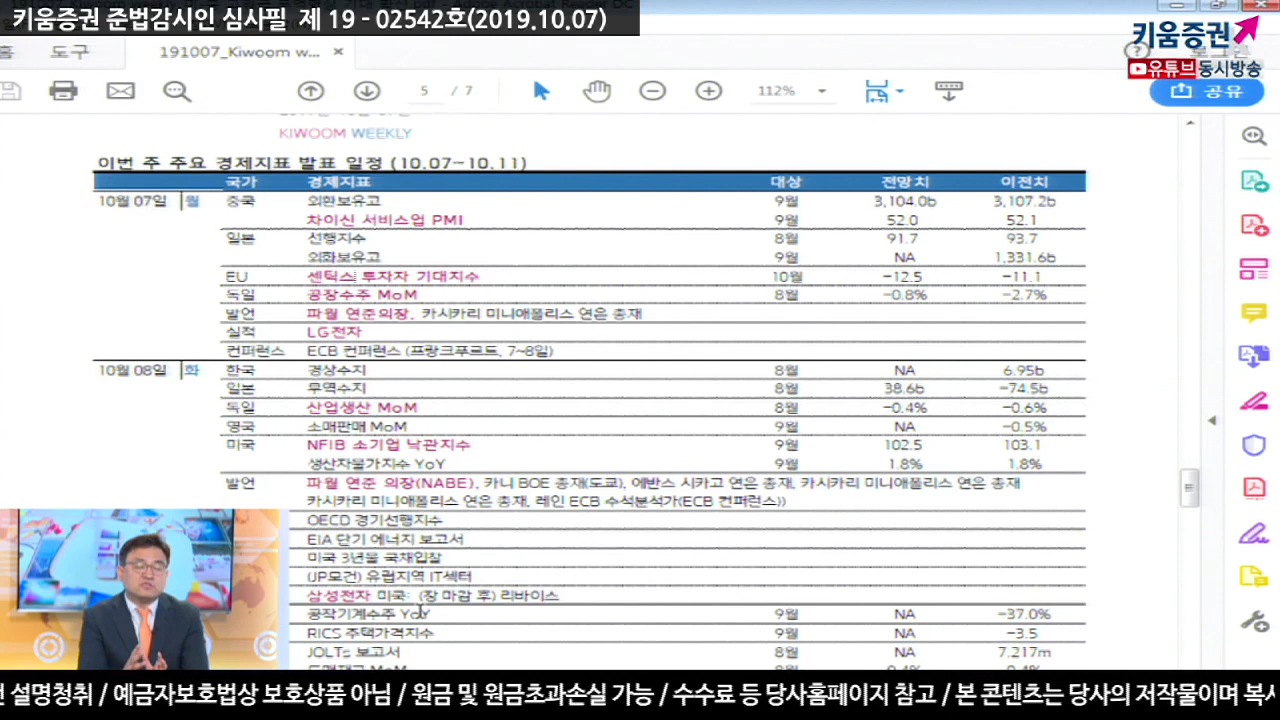 키움증권 준법감시인 심사필 제 19 - 02542호(2019.10.07)
키움증권
유튜브 동시방송
도구
191007_Kiwoom w... ×
5 / 7
112%
공유
KIWOOM WEEKLY
이번 주 주요 경제지표 발표 일정 (10.07~10.11)
국가 경제지표 대상 전망치 이전치
10월 07일 월 중국 외환보유고 9월 3,104.0b 3,107.2b
차이신 서비스업 PMI 9월 52.0 52.1
일본 선행지수 8월 91.7 93.7
외화보유고 9월 NA 1,331.6b
EU 센틱스 투자자 기대지수 10월 -12.5 -11.1
독일 공장수주 MoM 8월 -0.8% -2.7%
발언 파월 연준의장, 카시카리 미니애폴리스 연은 총재
실적 LG전자
컨퍼런스 ECB 컨퍼런스 (프랑크푸르트, 7~8일)
10월 08일 화 한국 경상수지 8월 NA 6.95b
일본 무역수지 8월 38.6b -74.5b
독일 산업생산 MoM 8월 -0.4% -0.6%
영국 소매판매 MoM 9월 NA -0.5%
미국 NFIB 소기업 낙관지수 9월 102.5 103.1
생산자물가지수 YoY 9월 1.8% 1.8%
발언 파월 연준 의장(NABE), 카니 BOE 총재(도쿄), 에반스 시카고 연은 총재, 카시카리 미니애폴리스 연은 총재
카시카리 미니애폴리스 연은 총재, 레인 ECB 수석분석가(ECB 컨퍼런스))
OECD 경기선행지수
EIA 단기 에너지 보고서
미국 3년물 국채입찰
(JP모건) 유럽지역 IT섹터
삼성전자 미국: (장 마감 후) 리바이스
공작기계수주 YoY 9월 NA -37.0%
RICS 주택가격지수 9월 NA -3.5
JOLTs 보고서 8월 NA 7.217m
설명청취 / 예금자보호법상 보호상품 아님 / 원금 및 원금초과손실 가능 / 수수료 등 당사홈페이지 참고 / 본 콘텐츠는 당사의 저작물이며 복사